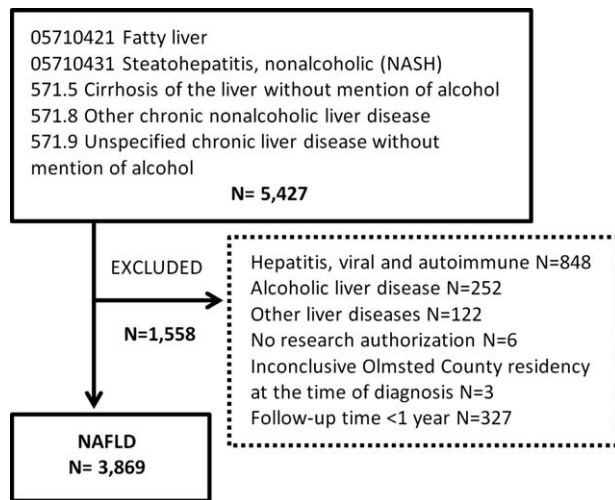 05710421 Fatty liver
05710431 Steatohepatitis, nonalcoholic (NASH)
571.5 Cirrhosis of the liver without mention of alcohol
571.8 Other chronic nonalcoholic liver disease
571.9 Unspecified chronic liver disease without
mention of alcohol
N= 5,427
EXCLUDED
N=1,558
Hepatitis, viral and autoimmune N=848
Alcoholic liver disease N=252
Other liver diseases N=122
No research authorization N=6
Inconclusive Olmsted County residency
at the time of diagnosis N=3
Follow-up time <1 year N=327
NAFLD
N= 3,869